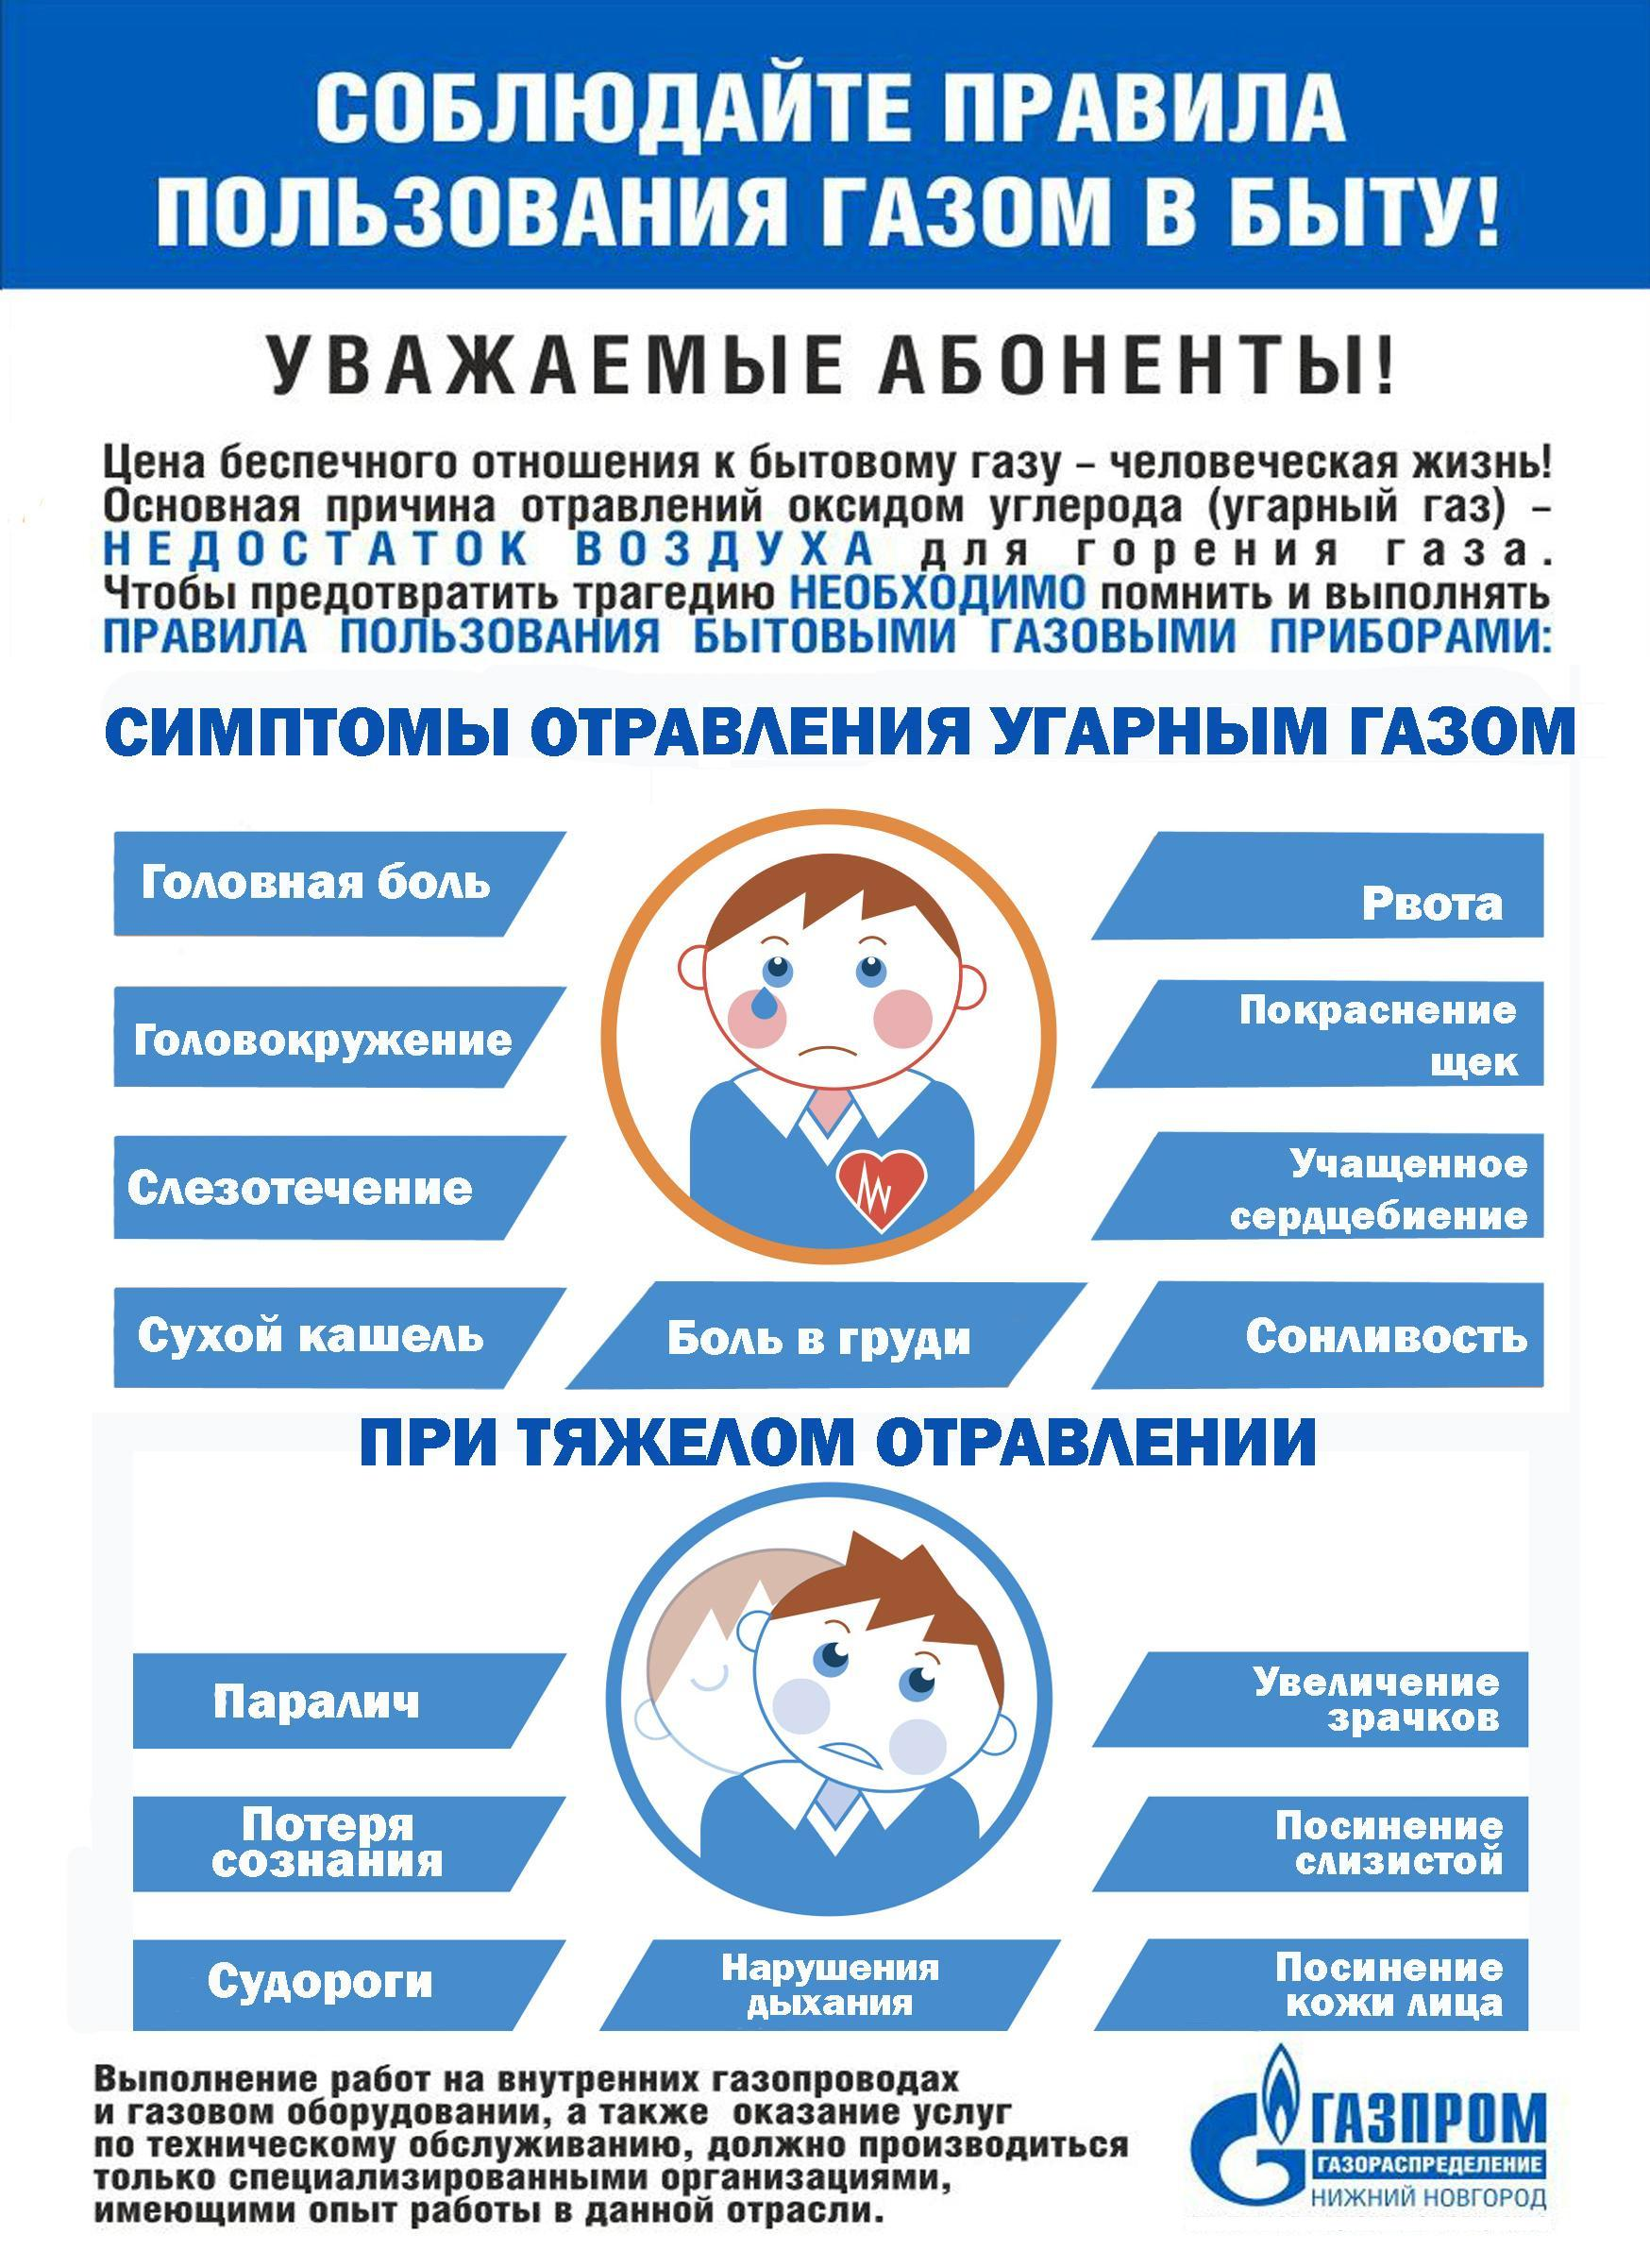 СОБЛЮДАЙТЕ ПРАВИЛА
ПОЛЬЗОВАНИЯ ГАЗОМ В БЫТУ!
УВАЖАЕМЫЕ АБОНЕНТЫ!
Цена беспечного отношения к бытовому газу – человеческая жизнь!
Основная причина отравлений оксидом углерода (угарный газ) –
НЕДОСТАТОК ВОЗДУХА для горения газа.
Чтобы предотвратить трагедию НЕОБХОДИМО помнить и выполнять
ПРАВИЛА ПОЛЬЗОВАНИЯ БЫТОВЫМИ ГАЗОВЫМИ ПРИБОРАМИ:
СИМПТОМЫ ОТРАВЛЕНИЯ УГАРНЫМ ГАЗОМ
Головная боль
Головокружение
Слезотечение
Сухой кашель
Боль в груди
Рвота
Покраснение
щек
Учащенное
сердцебиение
Сонливость
ПРИ ТЯЖЕЛОМ ОТРАВЛЕНИИ
Паралич
Потеря
сознания
Судороги
Нарушения
дыхания
Увеличение
зрачков
Посинение
слизистой
Посинение
кожи лица
Выполнение работ на внутренних газопроводах
и газовом оборудовании, а также оказание услуг
по техническому обслуживанию, должно производиться
только специализированными организациями,
имеющими опыт работы в данной отрасли.
ГАЗПРОМ
ГАЗОРАСПРЕДЕЛЕНИЕ
НИЖНИЙ НОВГОРОД